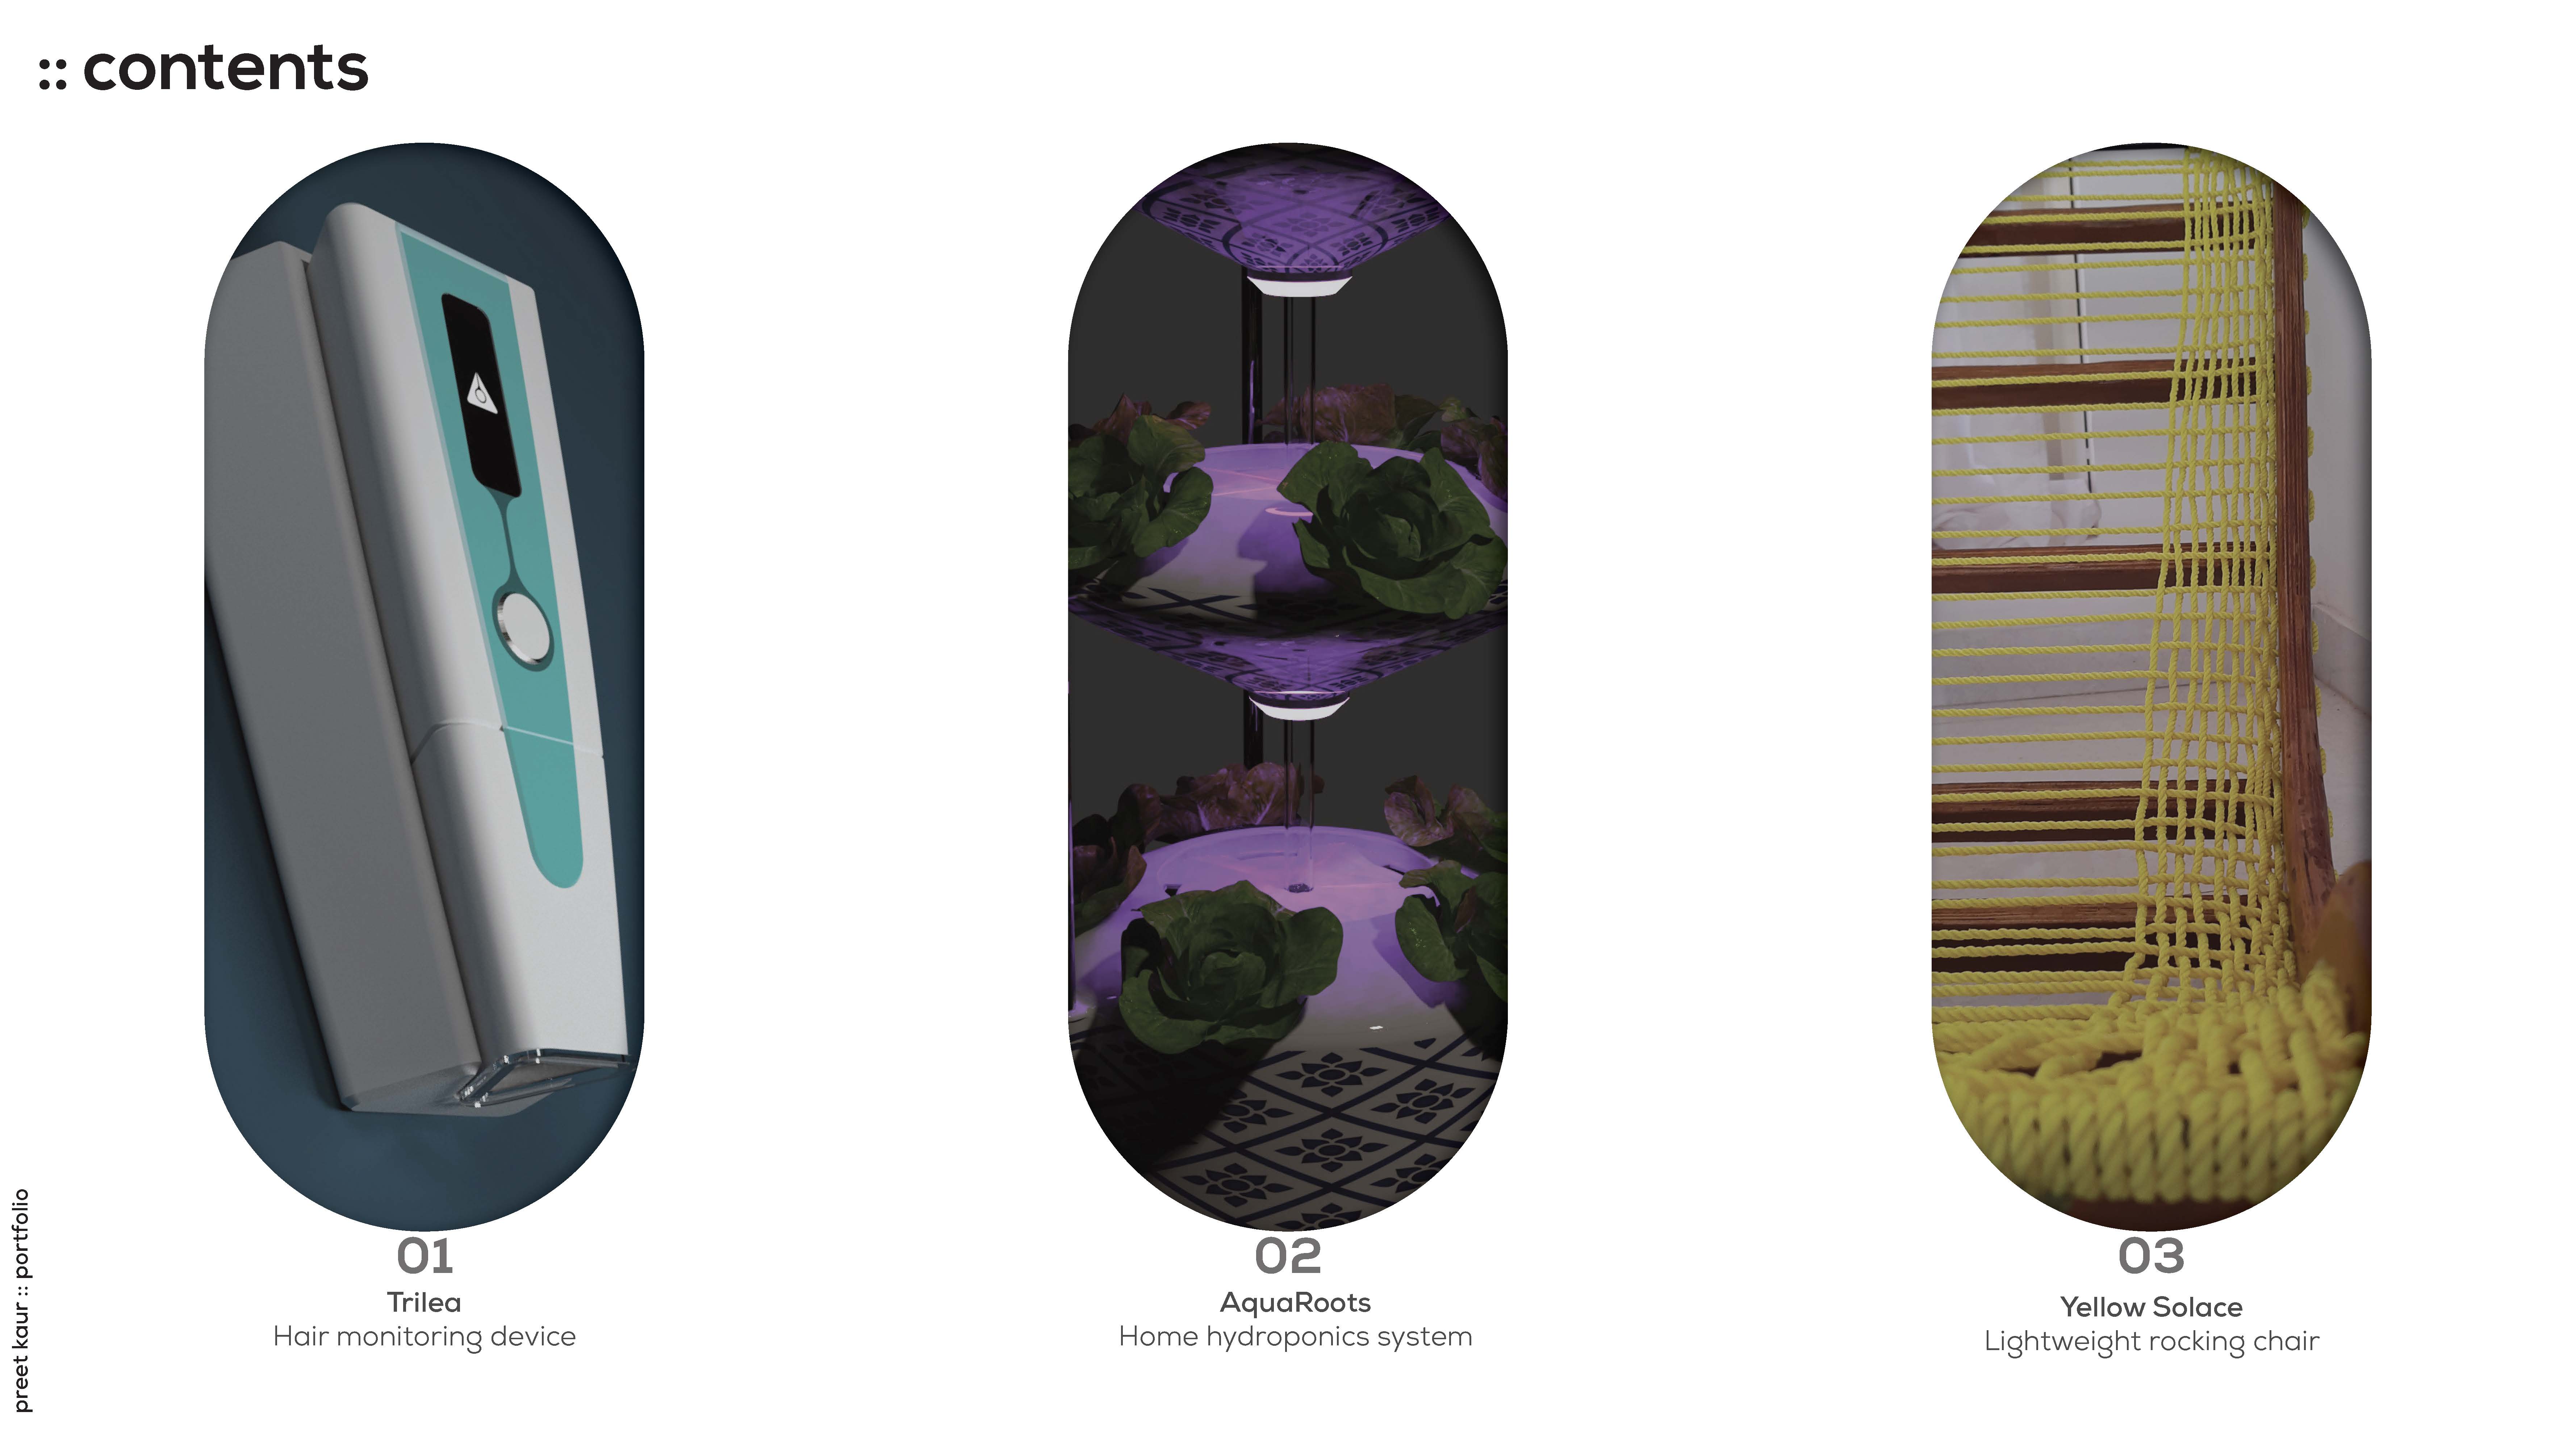 :: contents
01
Trilea
Hair monitoring device
02
AquaRoots
Home hydroponics system
03
Yellow Solace
Lightweight rocking chair
preet kaur :: portfolio